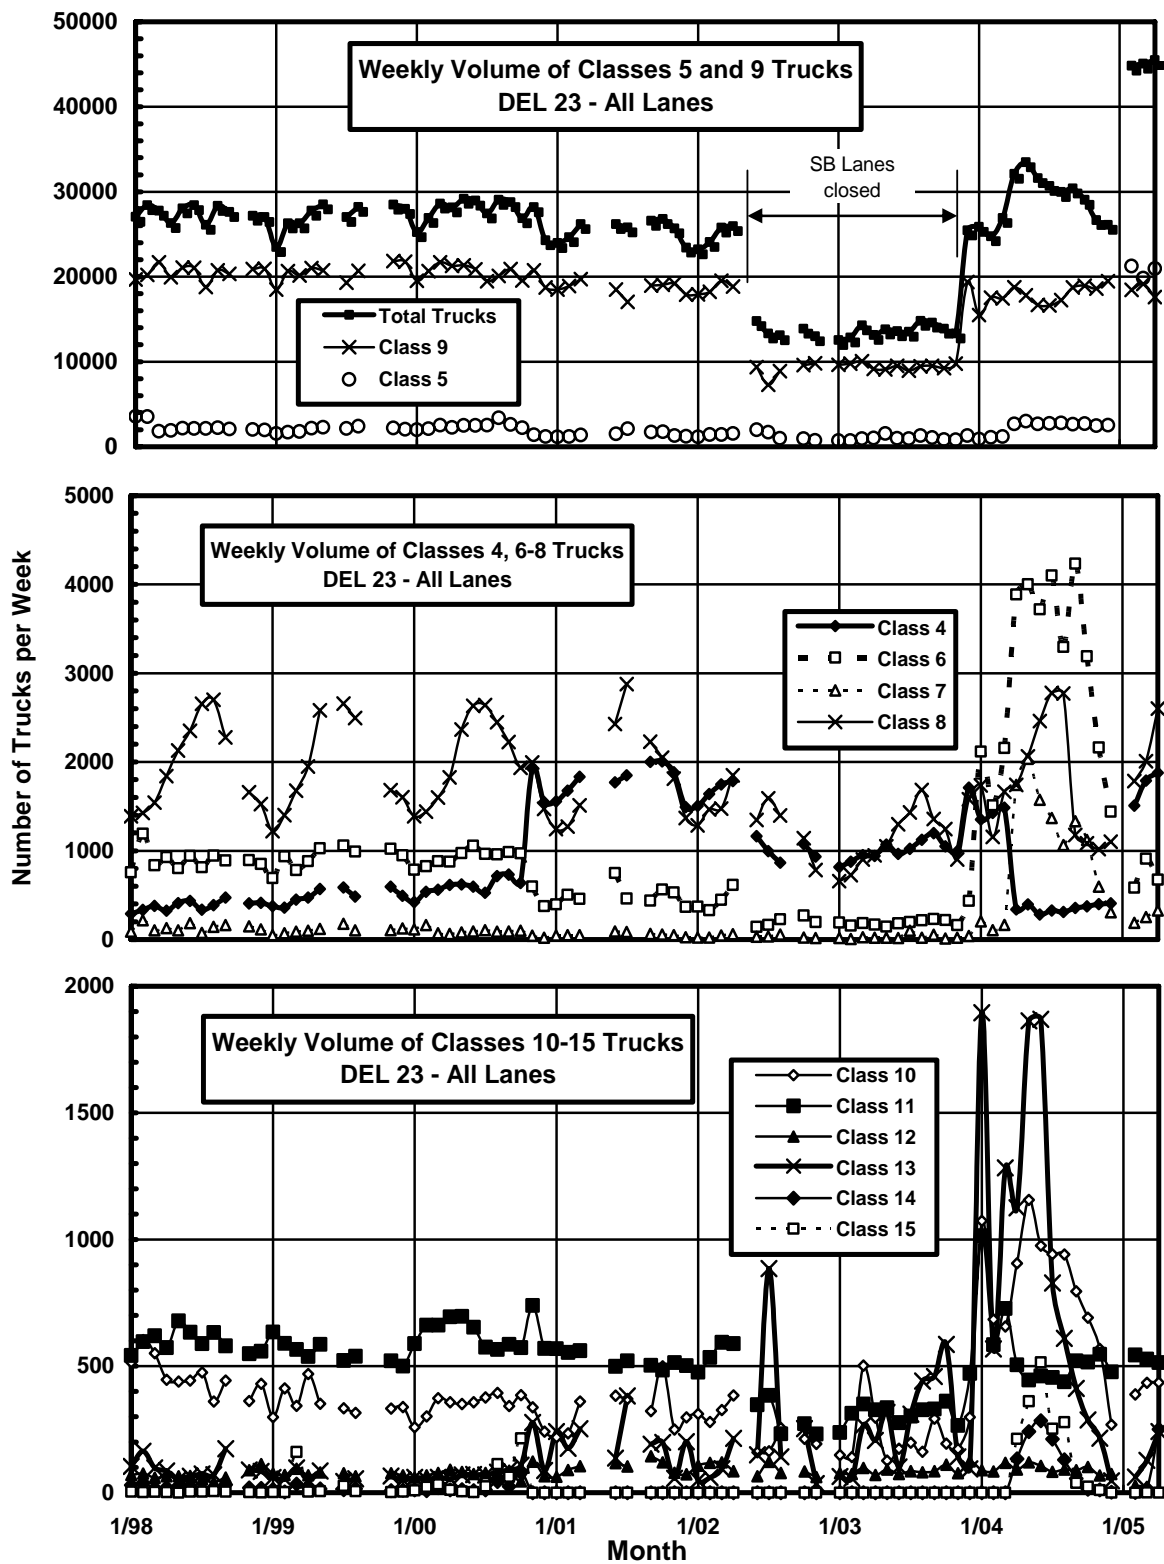 50000
Weekly Volume of Classes 5 and 9 Trucks
DEL 23 - All Lanes
40000
SB Lanes
closed
30000
20000
Total Trucks
Class 9
Class 5
10000
0
5000
Weekly Volume of Classes 4, 6-8 Trucks
DEL 23 - All Lanes
4000
Class 4
Class 6
Class 7
Class 8
3000
2000
1000
0
Number of Trucks per Week
2000
Weekly Volume of Classes 10-15 Trucks
DEL 23 - All Lanes
Class 10
Class 11
Class 12
Class 13
Class 14
Class 15
1500
1000
500
0
1/98 1/99 1/00 1/01 1/02 1/03 1/04 1/05
Month